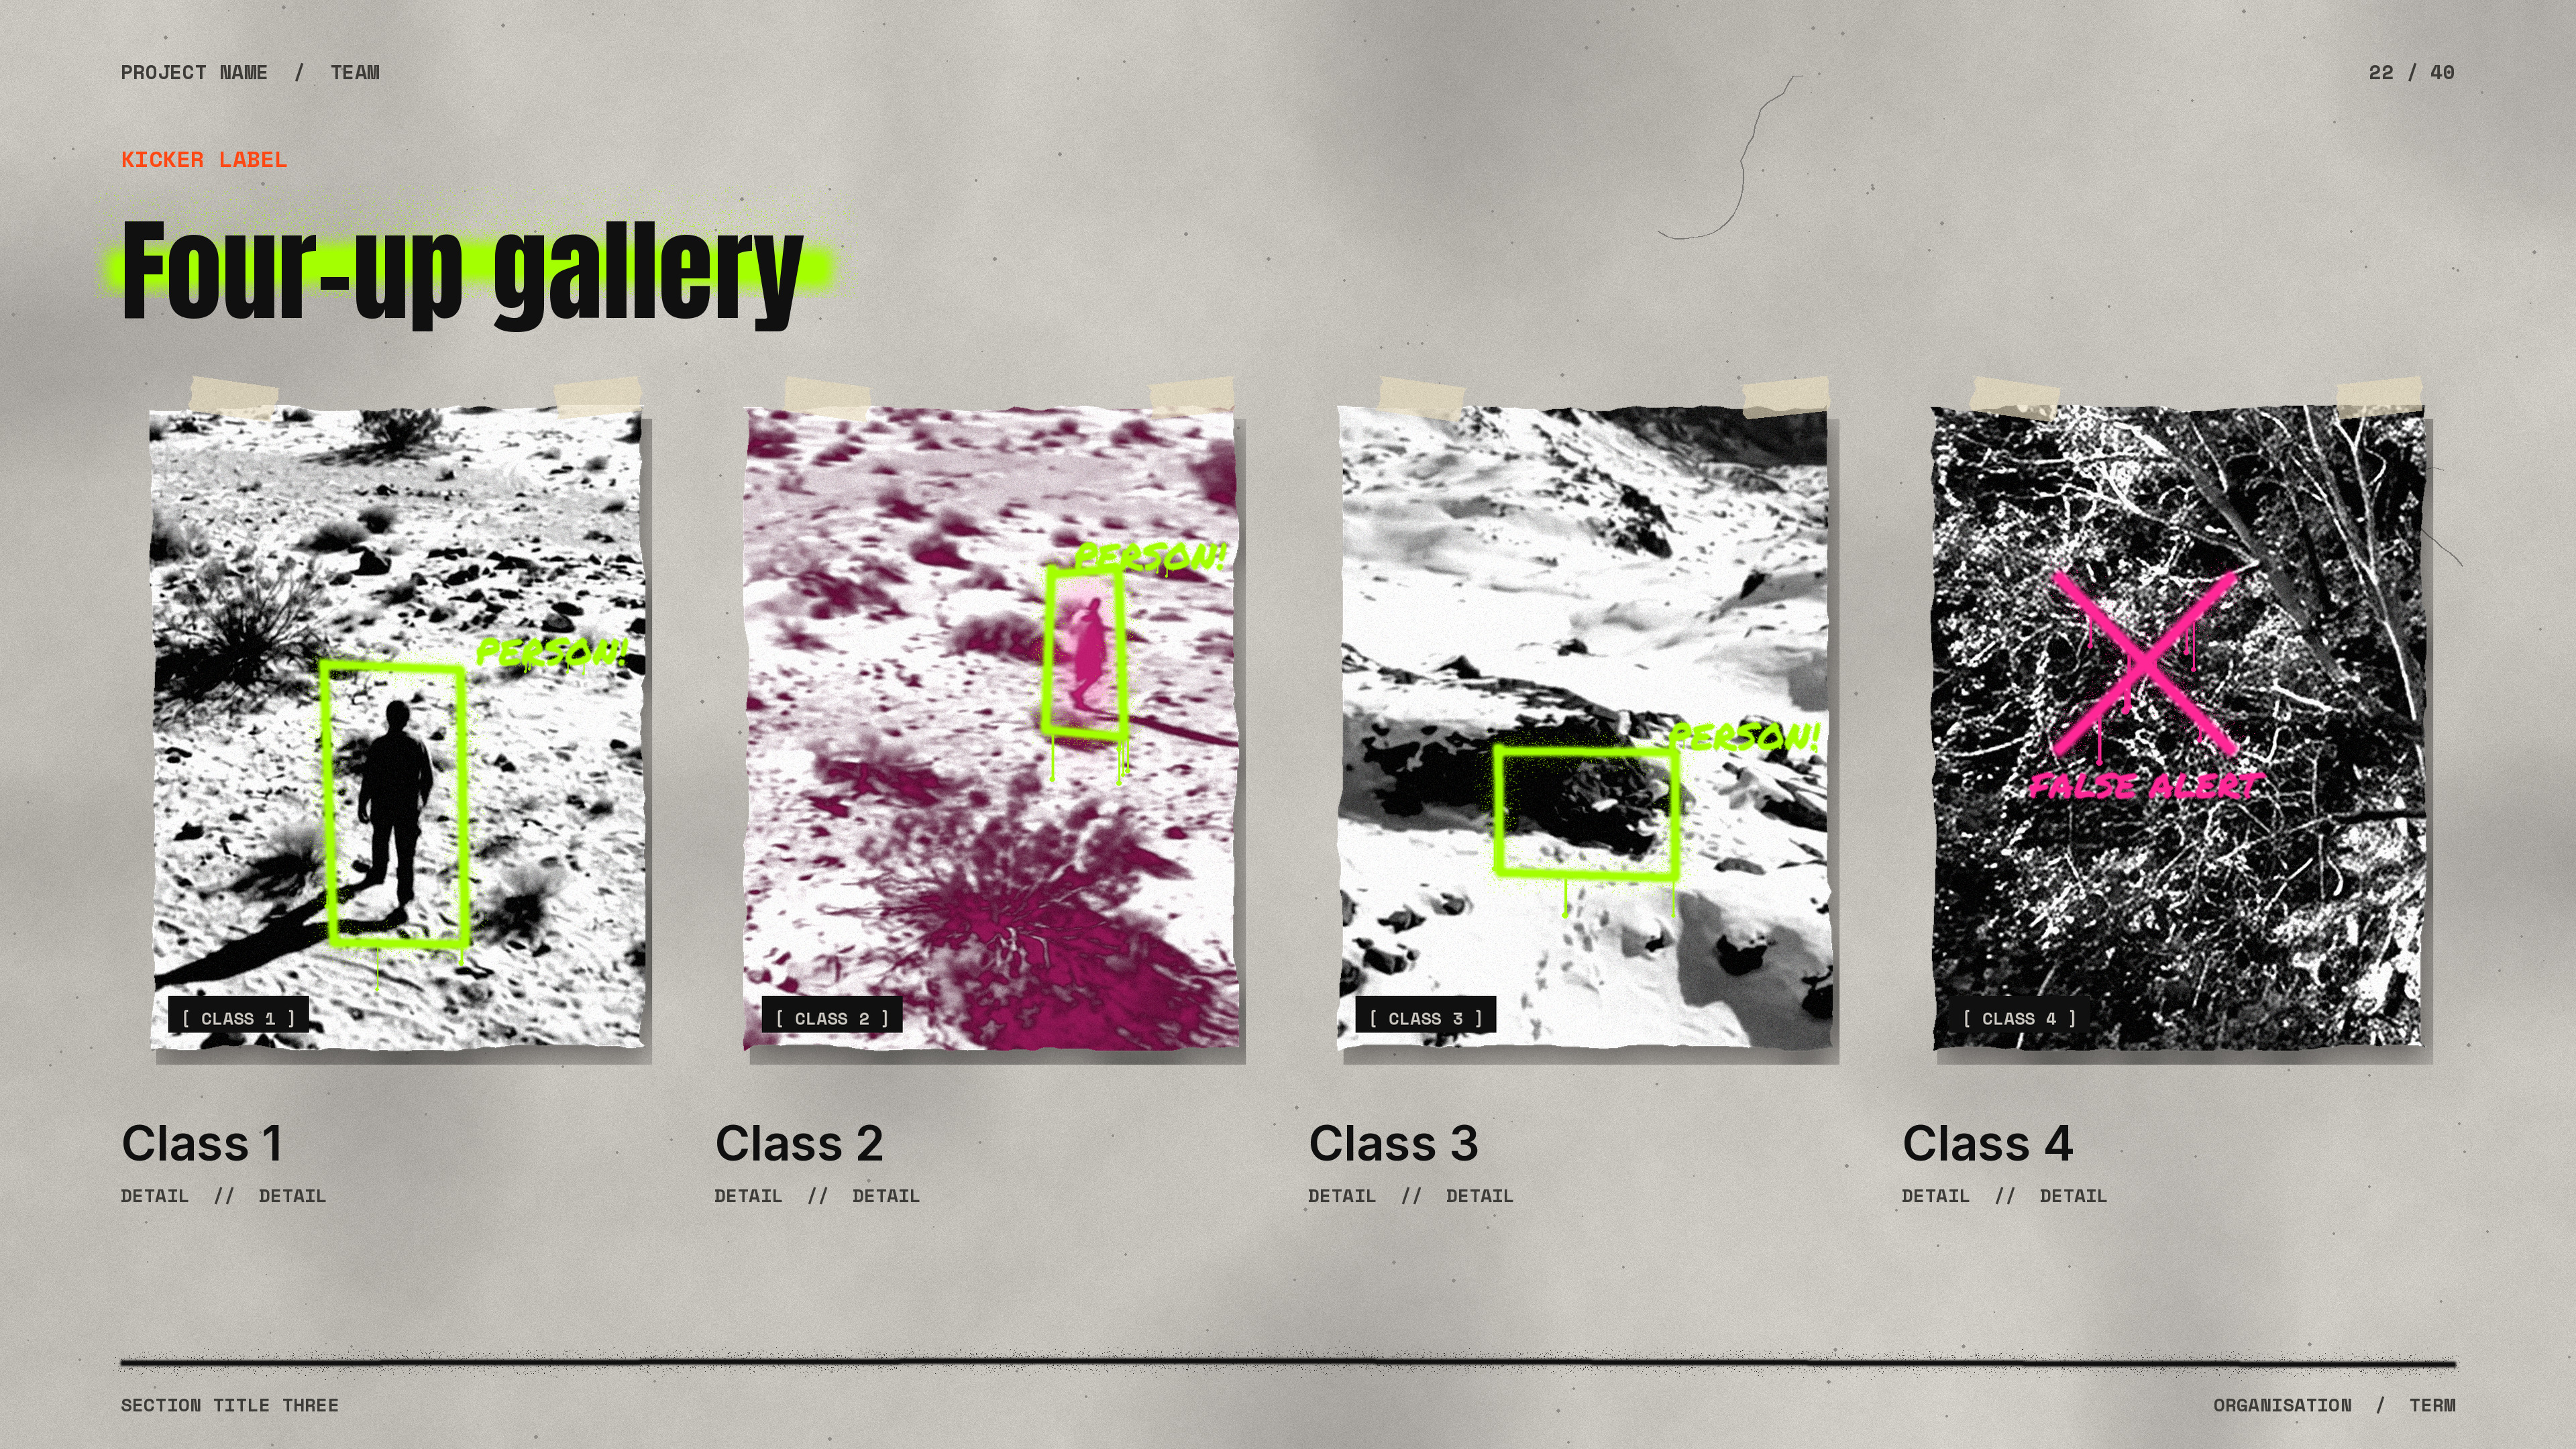 PROJECT NAME / TEAM
22 / 40
KICKER LABEL
Four-up gallery
PERSON!
[ CLASS 1 ]
PERSON!
[ CLASS 2 ]
PERSON!
[ CLASS 3 ]
FALSE ALERT
[ CLASS 4 ]
Class 1
DETAIL // DETAIL
Class 2
DETAIL // DETAIL
Class 3
DETAIL // DETAIL
Class 4
DETAIL // DETAIL
SECTION TITLE THREE
ORGANISATION / TERM